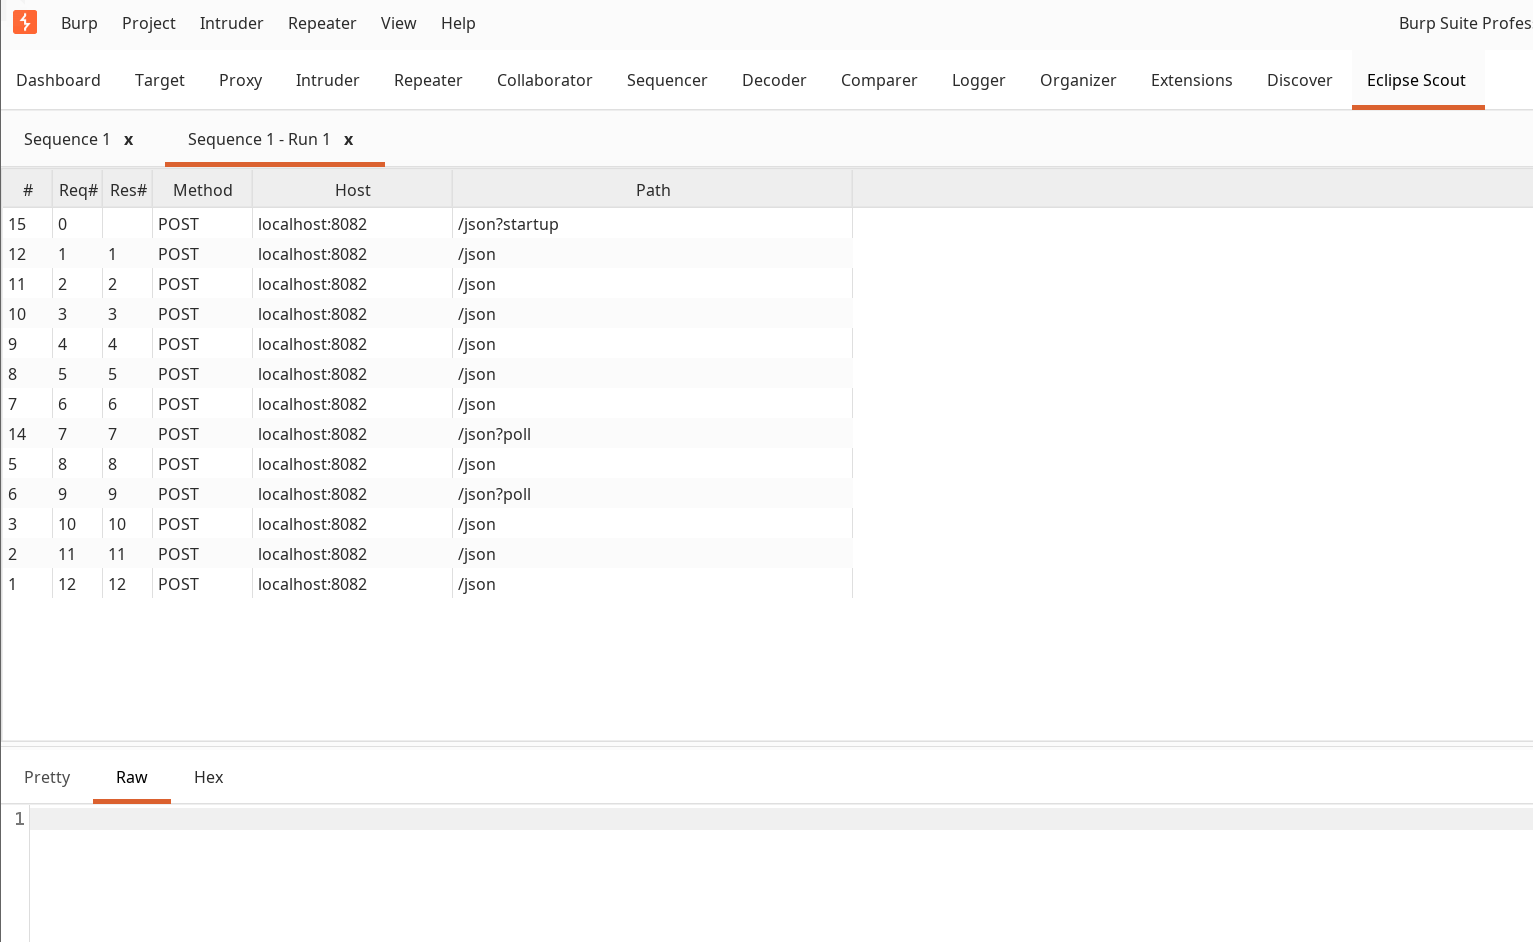 Burp Project Intruder Repeater View Help Burp Suite Profes
Dashboard Target Proxy Intruder Repeater Collaborator Sequencer Decoder Comparer Logger Organizer Extensions Discover Eclipse Scout
Sequence 1 x Sequence 1 - Run 1 x
# Req# Res# Method Host Path
15 0 POST localhost:8082 /json?startup
12 1 1 POST localhost:8082 /json
11 2 2 POST localhost:8082 /json
10 3 3 POST localhost:8082 /json
9 4 4 POST localhost:8082 /json
8 5 5 POST localhost:8082 /json
7 6 6 POST localhost:8082 /json
14 7 7 POST localhost:8082 /json?poll
5 8 8 POST localhost:8082 /json
6 9 9 POST localhost:8082 /json?poll
3 10 10 POST localhost:8082 /json
2 11 11 POST localhost:8082 /json
1 12 12 POST localhost:8082 /json
Pretty Raw Hex
1